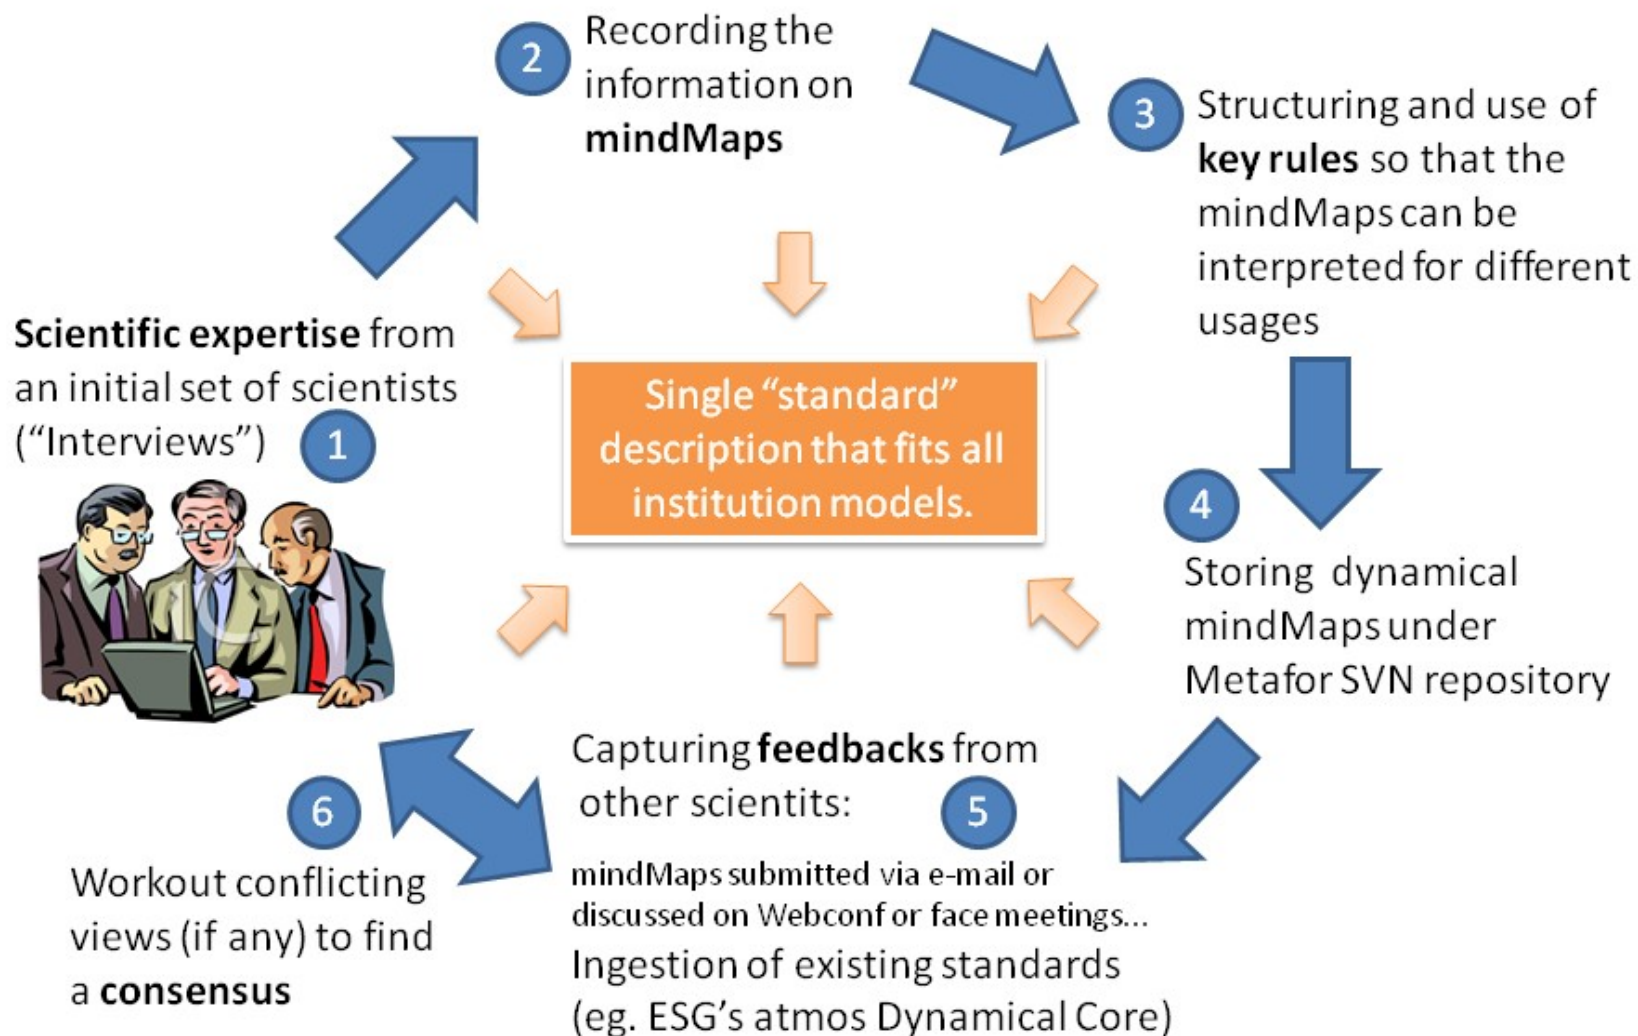 Scientific expertise from
an initial set of scientists
("Interviews")
1
2
Recording the
information on
mindMaps
3
Structuring and use of
key rules so that the
mindMaps can be
interpreted for different
usages
4
Storing dynamical
mindMaps under
Metafor SVN repository
Capturing feedbacks from
other scientits:
5
mindMaps submitted via e-mail or
discussed on Webconf or face meetings...
Ingestion of existing standards
(eg. ESG's atmos Dynamical Core)
6
Workout conflicting
views (if any) to find
a consensus
Single “standard”
description that fits all
institution models.